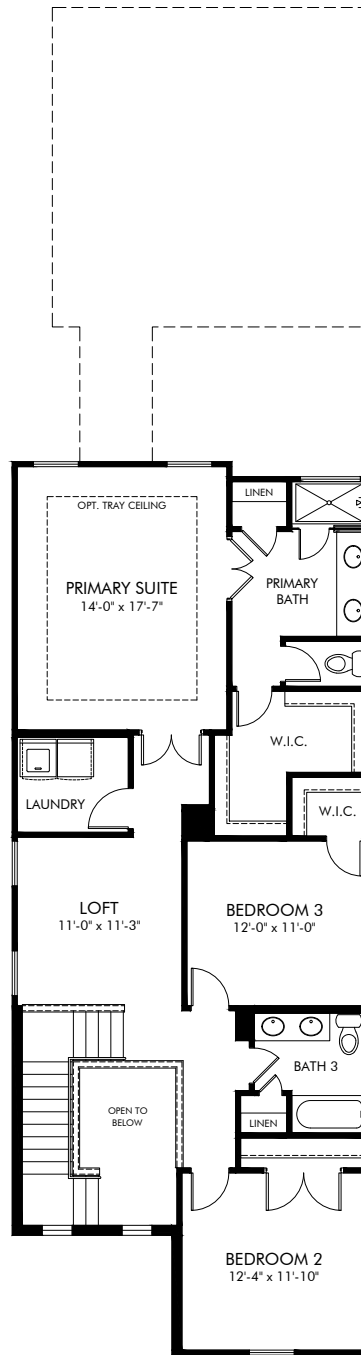 LINEN
OPT. TRAY CEILING
PRIMARY SUITE
14'-0" x 17'-7"
PRIMARY
BATH
W.I.C.
LAUNDRY
W.I.C.
LOFT
11'-0" x 11'-3"
BEDROOM 3
12'-0" x 11'-0"
BATH 3
OPEN TO
BELOW
LINEN
BEDROOM 2
12'-4" x 11'-10"